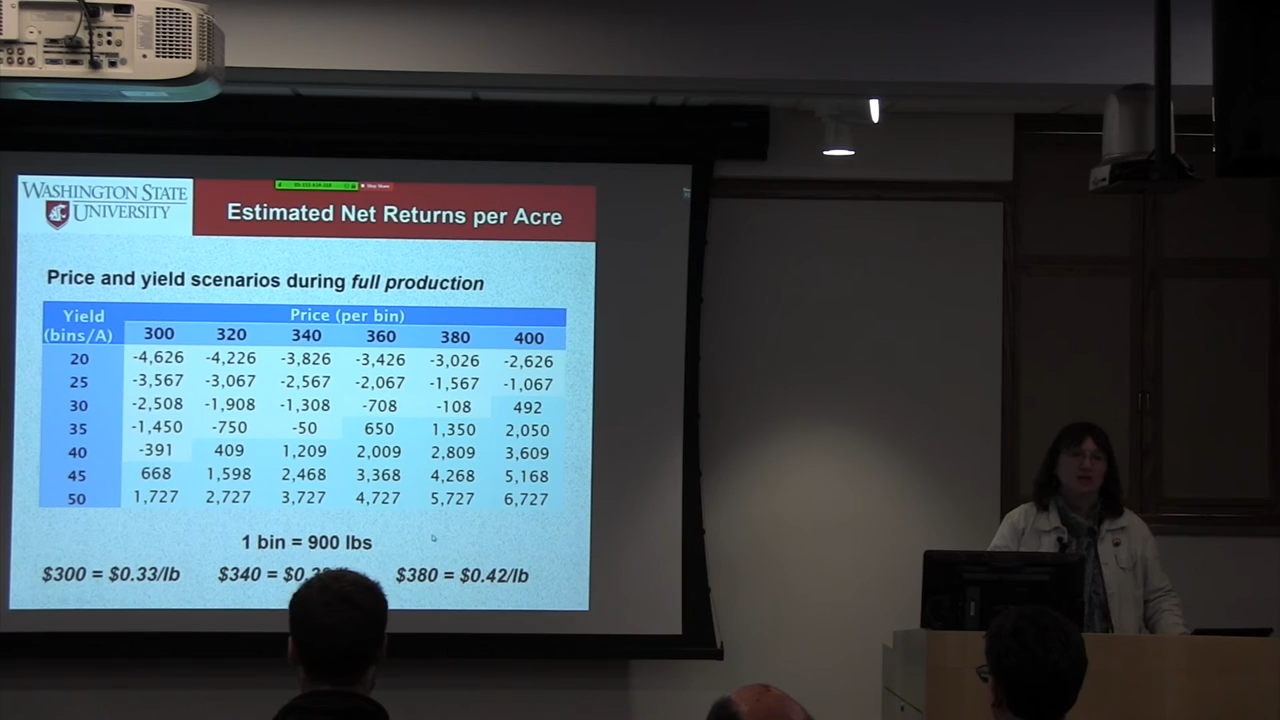 WASHINGTON STATE
UNIVERSITY
Stop Share
Estimated Net Returns per Acre
Price and yield scenarios during full production
Yield (bins/A) Price (per bin)
300 320 340 360 380 400
20 -4,626 -4,226 -3,826 -3,426 -3,026 -2,626
25 -3,567 -3,067 -2,567 -2,067 -1,567 -1,067
30 -2,508 -1,908 -1,308 -708 -108 492
35 -1,450 -750 -50 650 1,350 2,050
40 -391 409 1,209 2,009 2,809 3,609
45 668 1,598 2,468 3,368 4,268 5,168
50 1,727 2,727 3,727 4,727 5,727 6,727
1 bin = 900 lbs
$300 = $0.33/lb $340 = $380 = $0.42/lb